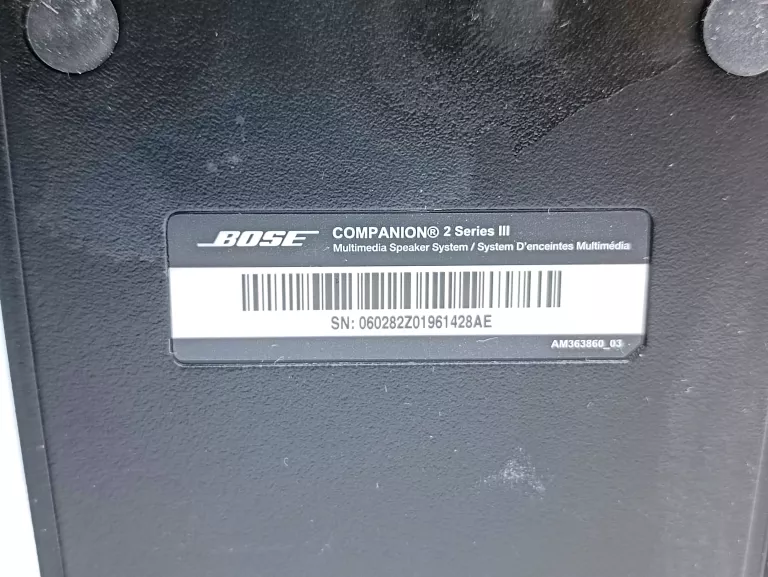 BOSE COMPANION® 2 Series III
Multimedia Speaker System / System D'enceintes Multimédia
SN: 060282Z01961428AE
AM363860_03